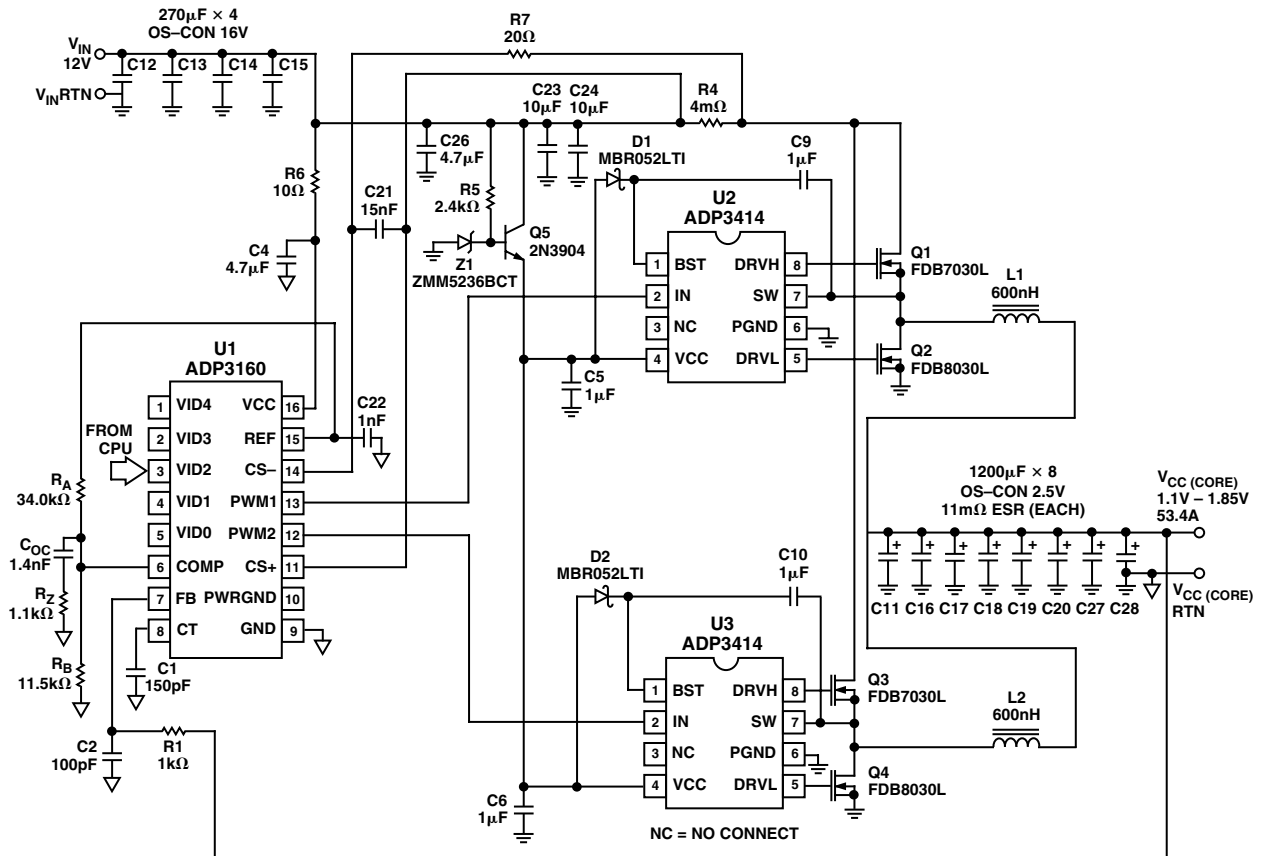 270μF × 4
OS–CON 16V
VIN
12V
VINRTN
C12
C13
C14
C15
R7
20Ω
C23
10μF
C24
10μF
R4
4mΩ
C26
4.7μF
R6
10Ω
C21
15nF
R5
2.4kΩ
Q5
2N3904
Z1
ZMM5236BCT
C4
4.7μF
D1
MBR052LTI
C9
1μF
U2
ADP3414
1
BST
DRVH
8
2
IN
SW
7
3
NC
PGND
6
4
VCC
DRVL
5
Q1
FDB7030L
L1
600nH
Q2
FDB8030L
C5
1μF
U1
ADP3160
1
VID4
VCC
16
2
VID3
REF
15
3
VID2
CS–
14
4
VID1
PWM1
13
5
VID0
PWM2
12
6
COMP
CS+
11
7
FB
PWRGND
10
8
CT
GND
9
FROM
CPU
C22
1nF
RA
34.0kΩ
COC
1.4nF
RZ
1.1kΩ
RB
11.5kΩ
C1
150pF
C2
100pF
R1
1kΩ
1200μF × 8
OS–CON 2.5V
11mΩ ESR (EACH)
VCC (CORE)
1.1V – 1.85V
53.4A
+
+
+
+
+
+
+
+
C11
C16
C17
C18
C19
C20
C27
C28
VCC (CORE)
RTN
D2
MBR052LTI
C10
1μF
U3
ADP3414
1
BST
DRVH
8
2
IN
SW
7
3
NC
PGND
6
4
VCC
DRVL
5
Q3
FDB7030L
L2
600nH
Q4
FDB8030L
C6
1μF
NC = NO CONNECT